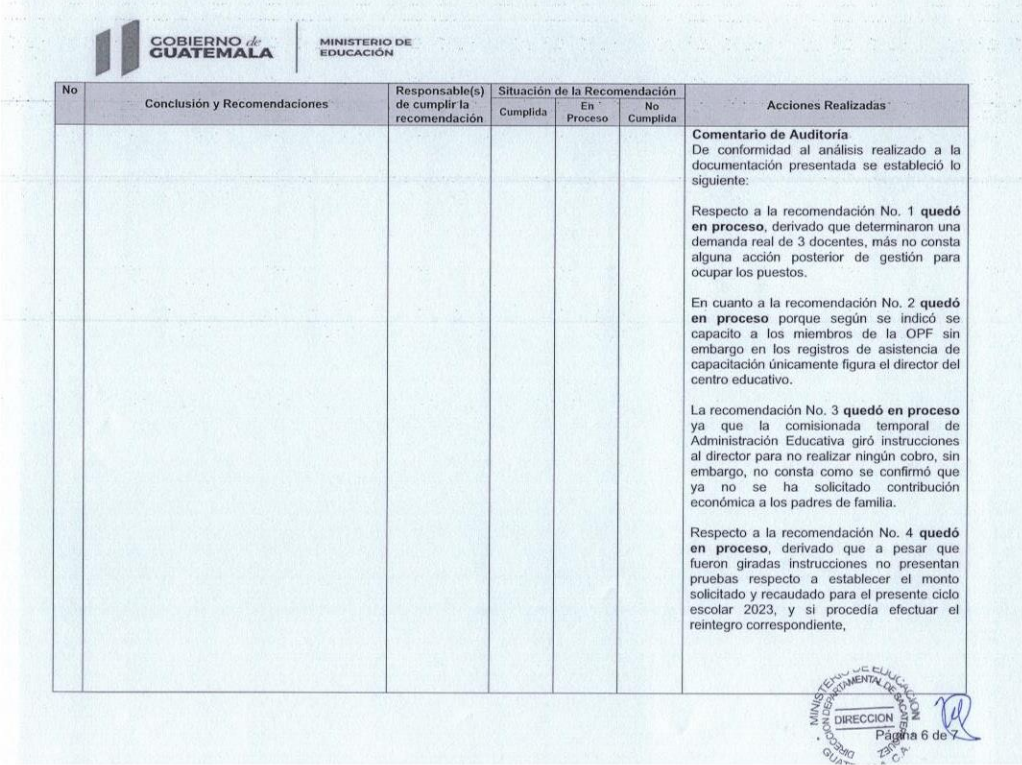 GOBIERNO de
GUATEMALA
MINISTERIO DE
EDUCACIÓN
No
Conclusión y Recomendaciones
Responsable(s)
de cumplir la
recomendación
Situación de la Recomendación
Cumplida
En
Proceso
No
Cumplida
Acciones Realizadas
Comentario de Auditoría
De conformidad al análisis realizado a la
documentación presentada se estableció lo
siguiente:
Respecto a la recomendación No. 1 quedó
en proceso, derivado que determinaron una
demanda real de 3 docentes, más no consta
alguna acción posterior de gestión para
ocupar los puestos.
En cuanto a la recomendación No. 2 quedó
en proceso porque según se indicó se
capacito a los miembros de la OPF sin
embargo en los registros de asistencia de
capacitación únicamente figura el director del
centro educativo.
La recomendación No. 3 quedó en proceso
ya que la comisionada temporal de
Administración Educativa giró instrucciones
al director para no realizar ningún cobro, sin
embargo, no consta como se confirmó que
ya no se ha solicitado contribución
económica a los padres de familia.
Respecto a la recomendación No. 4 quedó
en proceso, derivado que a pesar que
fueron giradas instrucciones no presentan
pruebas respecto a establecer el monto
solicitado y recaudado para el presente ciclo
escolar 2023, y si procedía efectuar el
reintegro correspondiente,
MINISTERIO DE EDUCACION
DIRECCION DEPARTAMENTAL DE SACATEPEQUEZ
DIRECCION
C.A.
Página 6 de 7